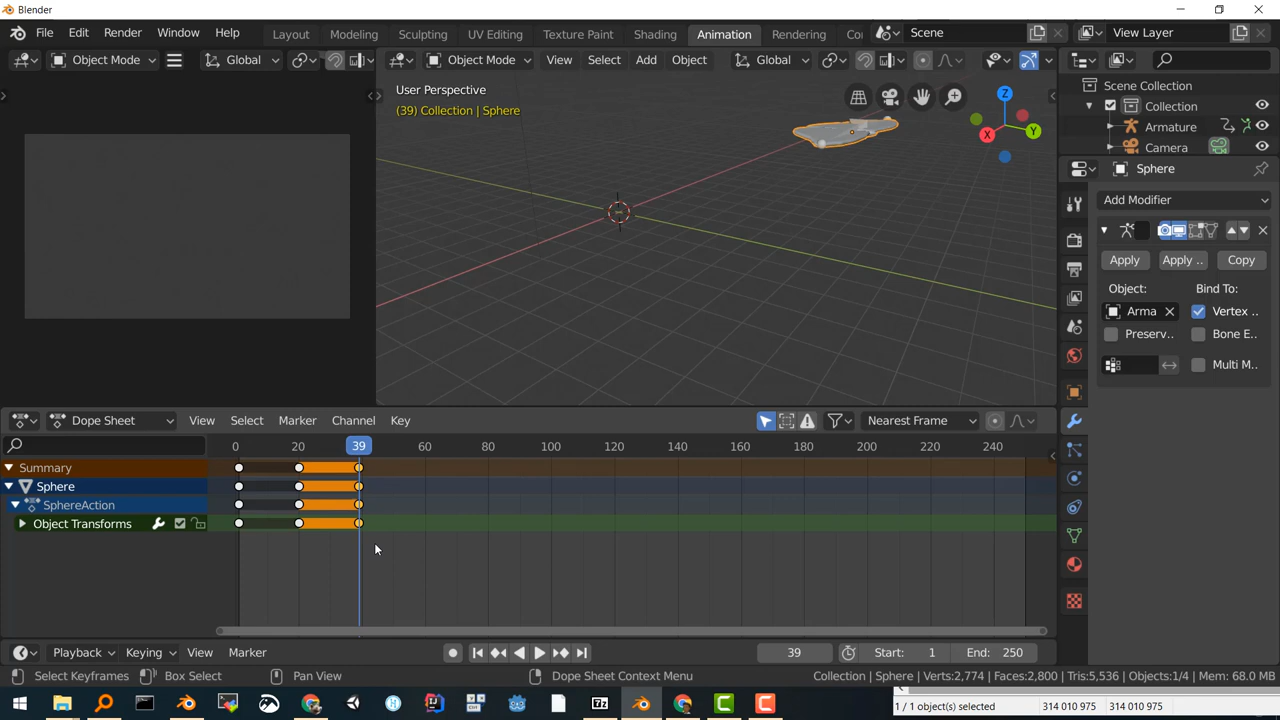 Blender
File Edit Render Window Help Layout Modeling Sculpting UV Editing Texture Paint Shading Animation Rendering Co Scene View Layer
Object Mode Global Object Mode View Select Add Object Global
User Perspective
(39) Collection | Sphere
Z
X
Y
Scene Collection
Collection
Armature
Camera
Sphere
Add Modifier
Apply Apply .. Copy
Object: Bind To:
Arma Vertex ..
Preserv.. Bone E..
Multi M..
Dope Sheet View Select Marker Channel Key Nearest Frame
0 20 39 60 80 100 120 140 160 180 200 220 240
Summary
Sphere
SphereAction
Object Transforms
Playback Keying View Marker 39 Start: 1 End: 250
Select Keyframes Box Select Pan View Dope Sheet Context Menu Collection | Sphere | Verts:2,774 | Faces:2,800 | Tris:5,536 | Objects:1/4 | Mem: 68.0 MB
1 / 1 object(s) selected 314 010 975 314 010 975